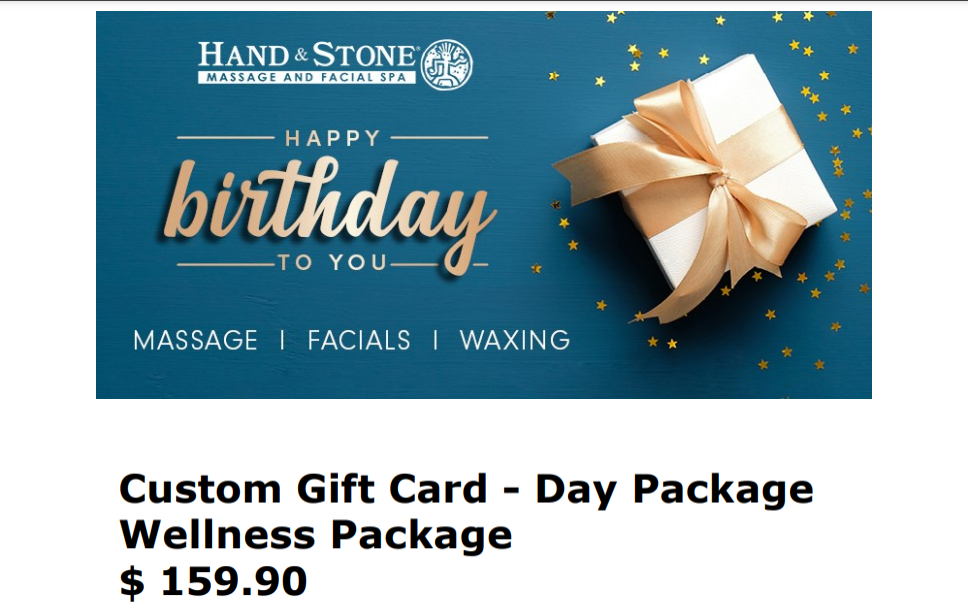 HAND & STONE®
MASSAGE AND FACIAL SPA
HAPPY
birthday
TO YOU
MASSAGE | FACIALS | WAXING
Custom Gift Card - Day Package
Wellness Package
$ 159.90